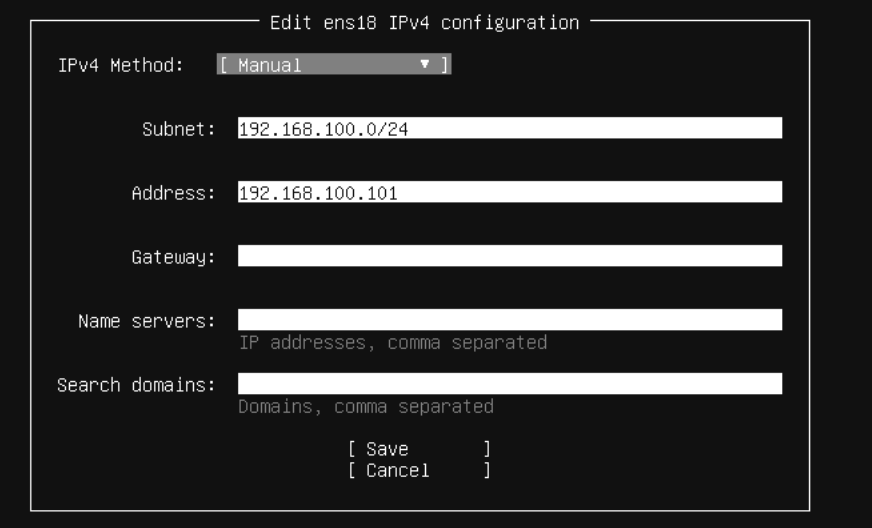 Edit ens18 IPv4 configuration
IPv4 Method: [ Manual ▼ ]
Subnet: 192.168.100.0/24
Address: 192.168.100.101
Gateway:
Name servers:
IP addresses, comma separated
Search domains:
Domains, comma separated
[ Save ]
[ Cancel ]